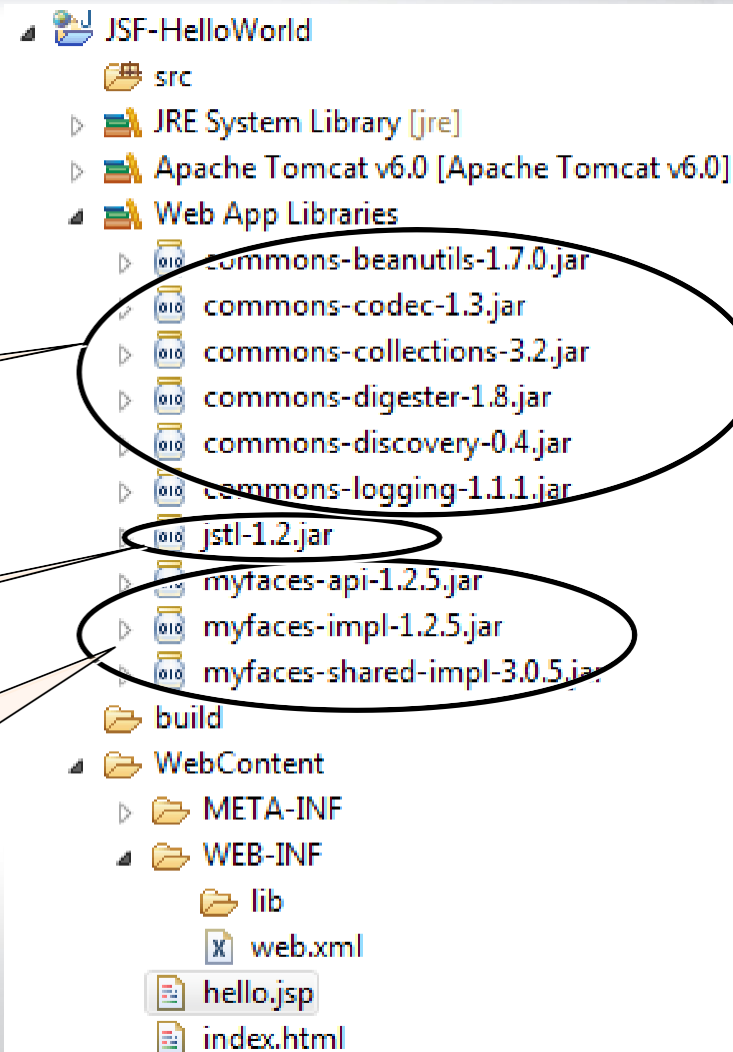 JSF-HelloWorld
src
JRE System Library [jre]
Apache Tomcat v6.0 [Apache Tomcat v6.0]
Web App Libraries
commons-beanutils-1.7.0.jar
commons-codec-1.3.jar
commons-collections-3.2.jar
commons-digester-1.8.jar
commons-discovery-0.4.jar
commons-logging-1.1.1.jar
jstl-1.2.jar
myfaces-api-1.2.5.jar
myfaces-impl-1.2.5.jar
myfaces-shared-impl-3.0.5.jar
build
WebContent
META-INF
WEB-INF
lib
web.xml
hello.jsp
index.html